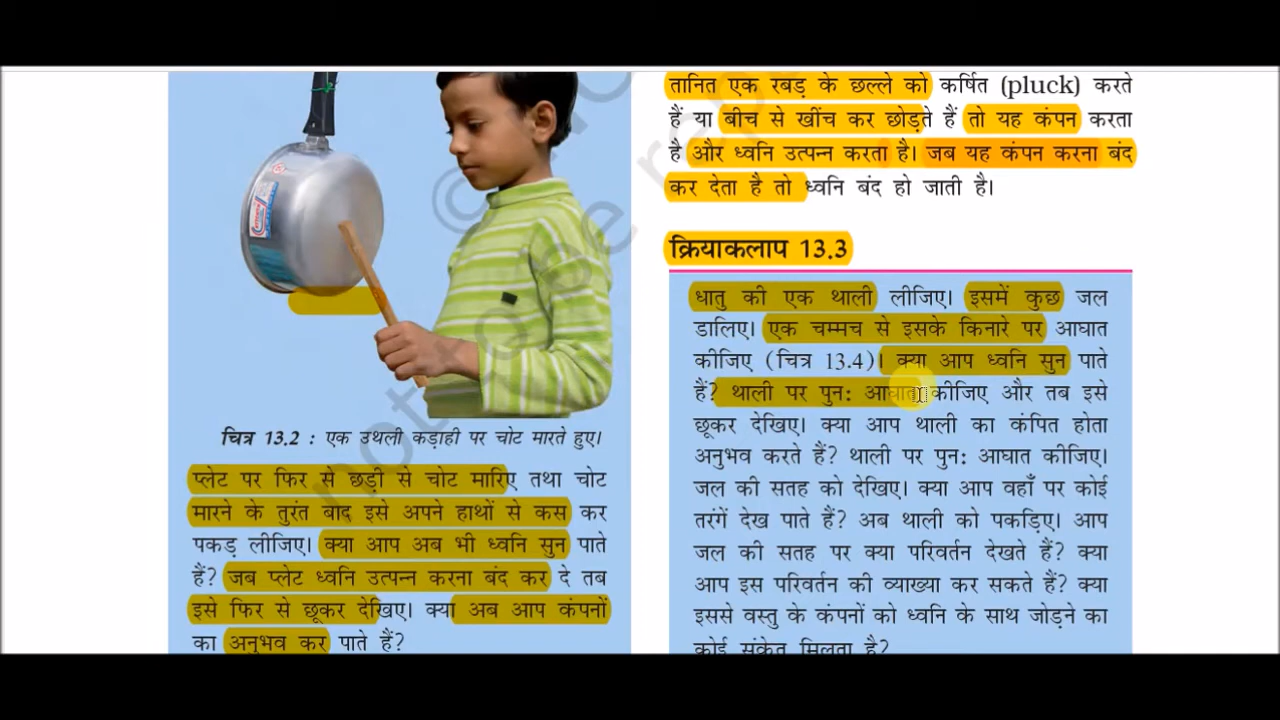 चित्र 13.2 : एक उथली कड़ाही पर चोट मारते हुए।
प्लेट पर फिर से छड़ी से चोट मारिए तथा चोट
मारने के तुरंत बाद इसे अपने हाथों से कस कर
पकड़ लीजिए। क्या आप अब भी ध्वनि सुन पाते
हैं? जब प्लेट ध्वनि उत्पन्न करना बंद कर दे तब
इसे फिर से छूकर देखिए। क्या अब आप कंपनों
का अनुभव कर पाते हैं?
तानित एक रबड़ के छल्ले को कर्षित (pluck) करते
हैं या बीच से खींच कर छोड़ते हैं तो यह कंपन करता
है और ध्वनि उत्पन्न करता है। जब यह कंपन करना बंद
कर देता है तो ध्वनि बंद हो जाती है।
क्रियाकलाप 13.3
धातु की एक थाली लीजिए। इसमें कुछ जल
डालिए। एक चम्मच से इसके किनारे पर आघात
कीजिए (चित्र 13.4)। क्या आप ध्वनि सुन पाते
हैं? थाली पर पुन: आघात कीजिए और तब इसे
छूकर देखिए। क्या आप थाली का कंपित होता
अनुभव करते हैं? थाली पर पुन: आघात कीजिए।
जल की सतह को देखिए। क्या आप वहाँ पर कोई
तरंगें देख पाते हैं? अब थाली को पकड़िए। आप
जल की सतह पर क्या परिवर्तन देखते हैं? क्या
आप इस परिवर्तन की व्याख्या कर सकते हैं? क्या
इससे वस्तु के कंपनों को ध्वनि के साथ जोड़ने का
कोई संकेत मिलता है?